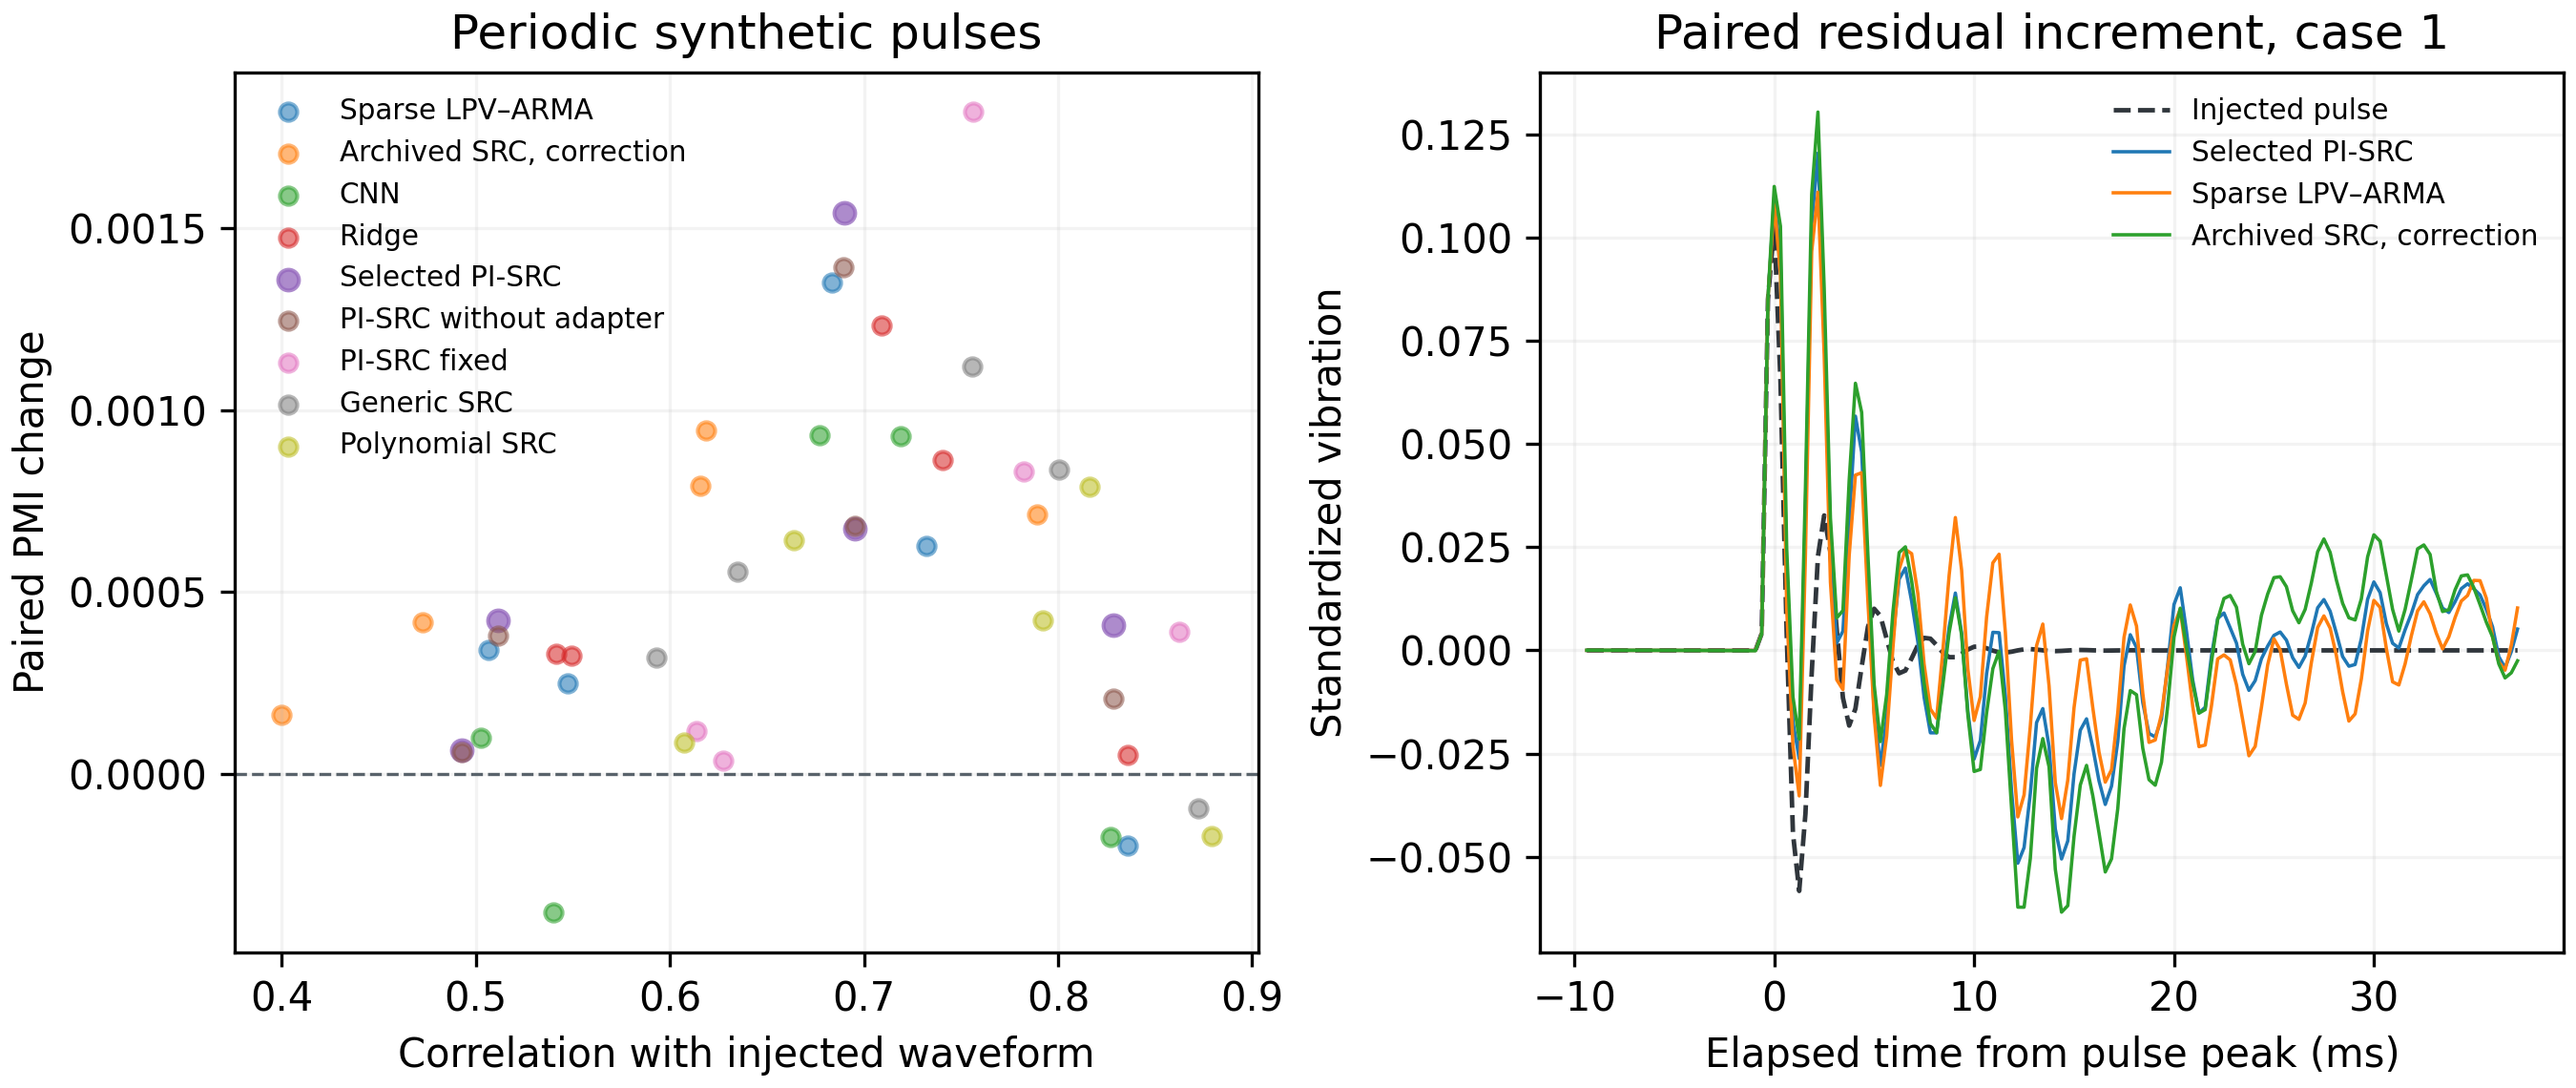 Periodic synthetic pulses
Sparse LPV–ARMA
Archived SRC, correction
CNN
Ridge
Selected PI-SRC
PI-SRC without adapter
PI-SRC fixed
Generic SRC
Polynomial SRC
Paired PMI change
0.0015
0.0010
0.0005
0.0000
0.4 0.5 0.6 0.7 0.8 0.9
Correlation with injected waveform
Paired residual increment, case 1
Injected pulse
Selected PI-SRC
Sparse LPV–ARMA
Archived SRC, correction
Standardized vibration
0.125
0.100
0.075
0.050
0.025
0.000
−0.025
−0.050
−10 0 10 20 30
Elapsed time from pulse peak (ms)